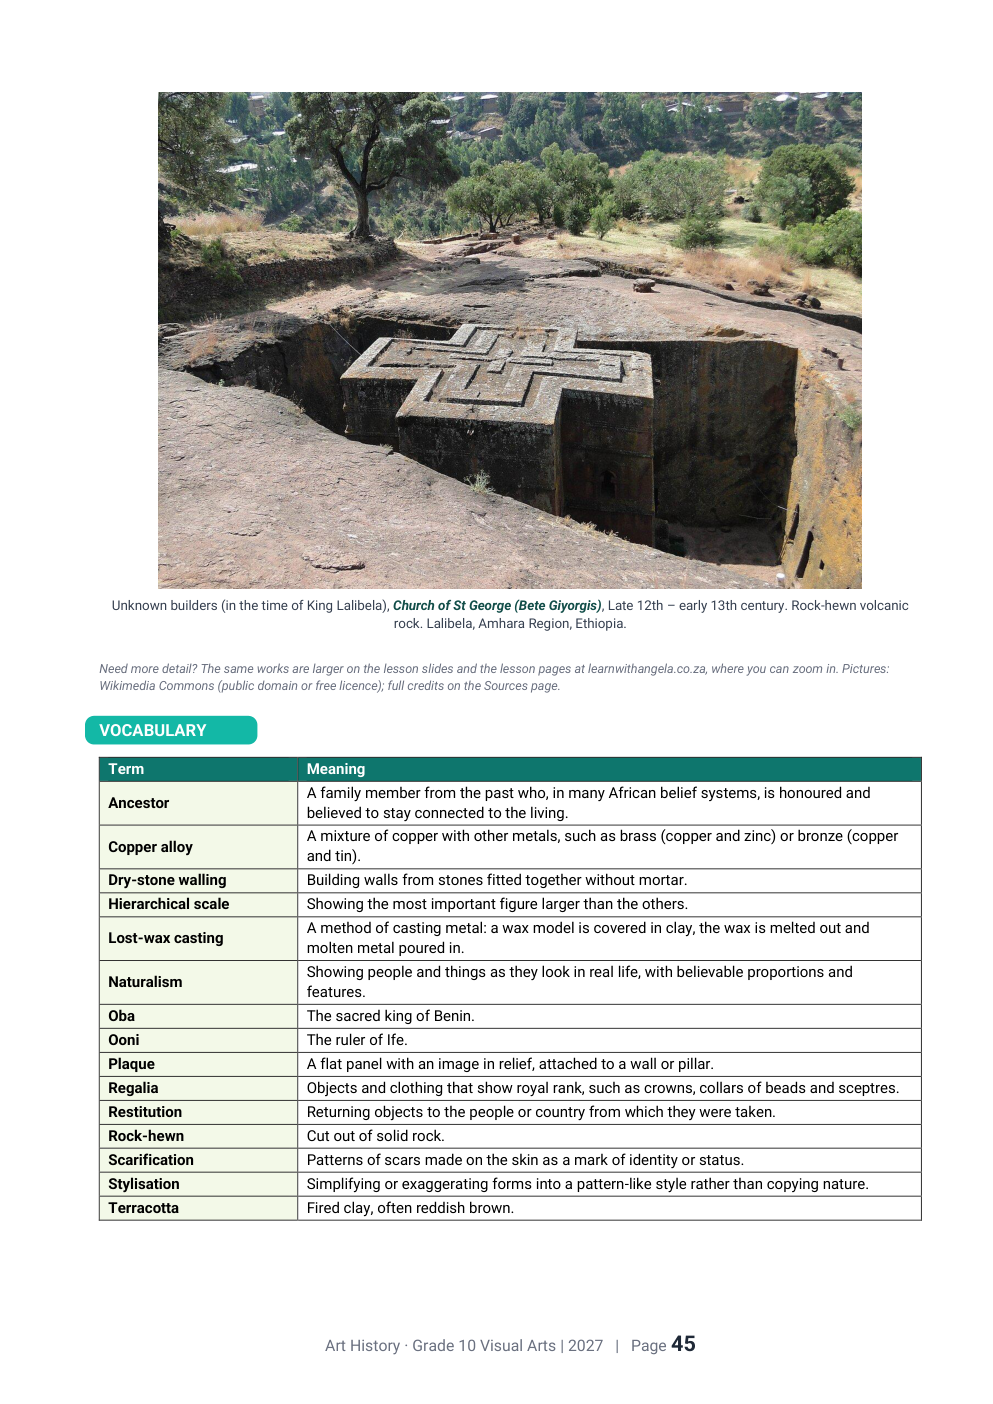 Unknown builders (in the time of King Lalibela), Church of St George (Bete Giyorgis), Late 12th – early 13th century. Rock-hewn volcanic
rock. Lalibela, Amhara Region, Ethiopia.
Need more detail? The same works are larger on the lesson slides and the lesson pages at learnwithangela.co.za, where you can zoom in. Pictures:
Wikimedia Commons (public domain or free licence); full credits on the Sources page.
VOCABULARY
Term Meaning
Ancestor A family member from the past who, in many African belief systems, is honoured and
believed to stay connected to the living.
Copper alloy A mixture of copper with other metals, such as brass (copper and zinc) or bronze (copper
and tin).
Dry-stone walling Building walls from stones fitted together without mortar.
Hierarchical scale Showing the most important figure larger than the others.
Lost-wax casting A method of casting metal: a wax model is covered in clay, the wax is melted out and
molten metal poured in.
Naturalism Showing people and things as they look in real life, with believable proportions and
features.
Oba The sacred king of Benin.
Ooni The ruler of Ife.
Plaque A flat panel with an image in relief, attached to a wall or pillar.
Regalia Objects and clothing that show royal rank, such as crowns, collars of beads and sceptres.
Restitution Returning objects to the people or country from which they were taken.
Rock-hewn Cut out of solid rock.
Scarification Patterns of scars made on the skin as a mark of identity or status.
Stylisation Simplifying or exaggerating forms into a pattern-like style rather than copying nature.
Terracotta Fired clay, often reddish brown.
Art History · Grade 10 Visual Arts | 2027 | Page 45